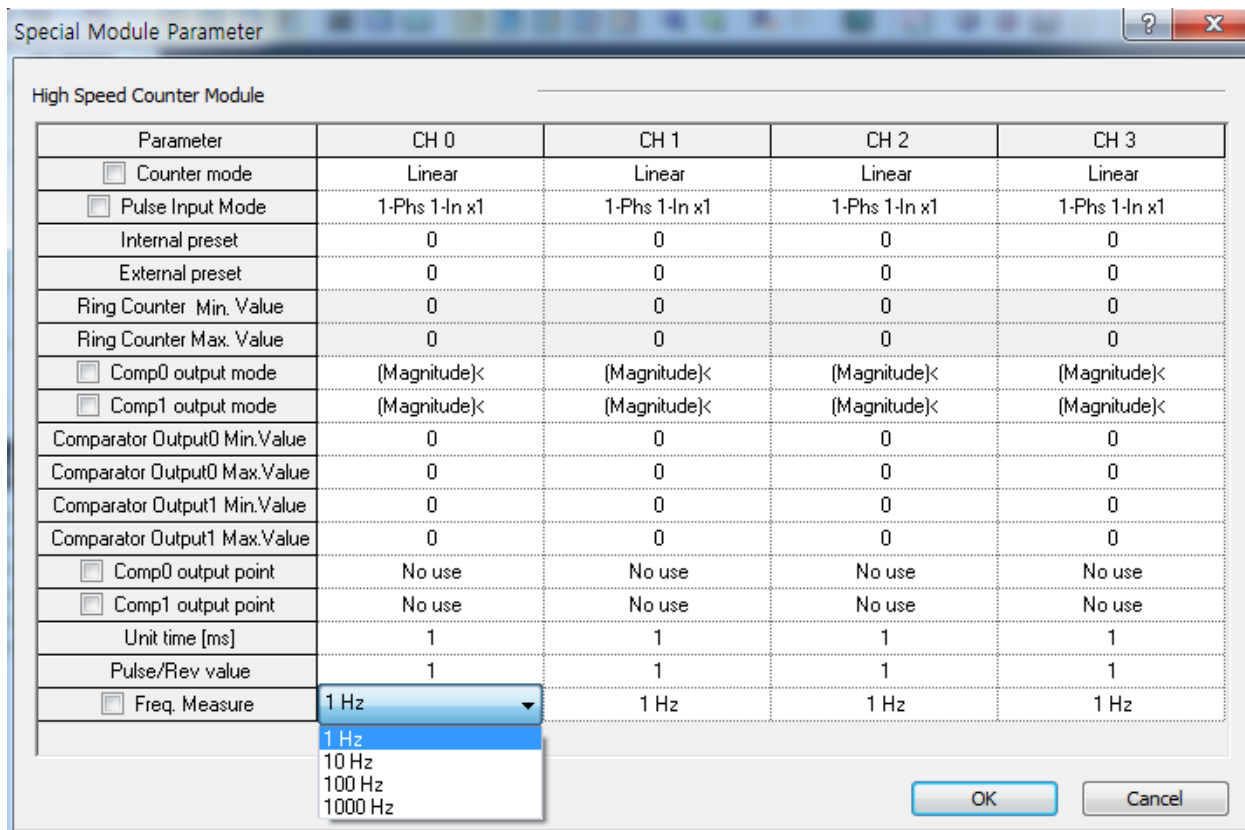 Special Module Parameter
High Speed Counter Module
Parameter CH 0 CH 1 CH 2 CH 3
Counter mode Linear Linear Linear Linear
Pulse Input Mode 1-Phs 1-In x1 1-Phs 1-In x1 1-Phs 1-In x1 1-Phs 1-In x1
Internal preset 0 0 0 0
External preset 0 0 0 0
Ring Counter Min. Value 0 0 0 0
Ring Counter Max. Value 0 0 0 0
Comp0 output mode (Magnitude)< (Magnitude)< (Magnitude)< (Magnitude)<
Comp1 output mode (Magnitude)< (Magnitude)< (Magnitude)< (Magnitude)<
Comparator Output0 Min.Value 0 0 0 0
Comparator Output0 Max.Value 0 0 0 0
Comparator Output1 Min.Value 0 0 0 0
Comparator Output1 Max.Value 0 0 0 0
Comp0 output point No use No use No use No use
Comp1 output point No use No use No use No use
Unit time [ms] 1 1 1 1
Pulse/Rev value 1 1 1 1
Freq. Measure 1 Hz 1 Hz 1 Hz 1 Hz
1 Hz
10 Hz
100 Hz
1000 Hz
OK Cancel